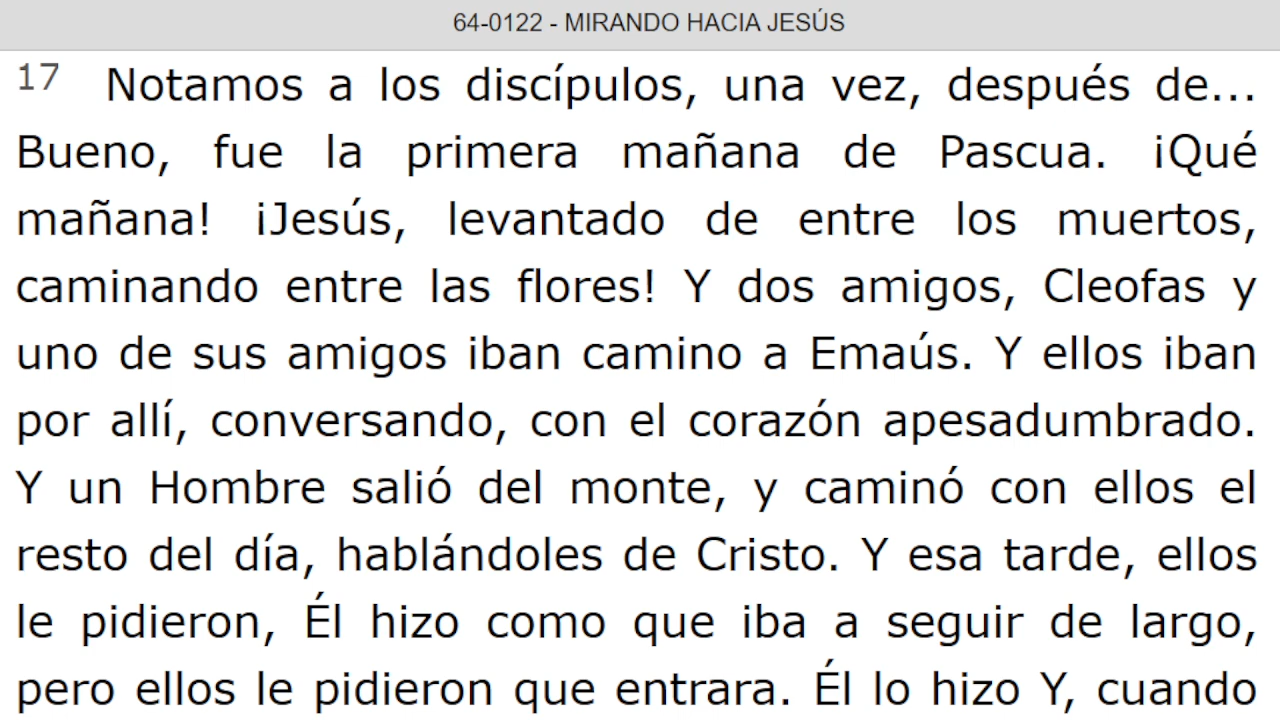 64-0122 - MIRANDO HACIA JESÚS
17 Notamos a los discípulos, una vez, después de...
Bueno, fue la primera mañana de Pascua. ¡Qué
mañana! ¡Jesús, levantado de entre los muertos,
caminando entre las flores! Y dos amigos, Cleofas y
uno de sus amigos iban camino a Emaús. Y ellos iban
por allí, conversando, con el corazón apesadumbrado.
Y un Hombre salió del monte, y caminó con ellos el
resto del día, hablándoles de Cristo. Y esa tarde, ellos
le pidieron, Él hizo como que iba a seguir de largo,
pero ellos le pidieron que entrara. Él lo hizo Y, cuando